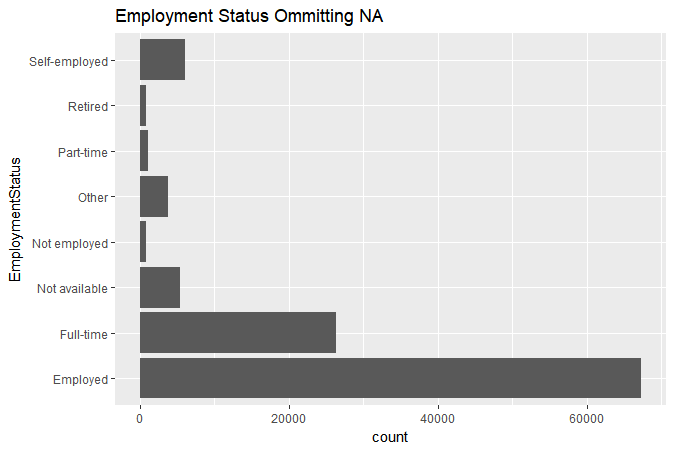 Employment Status Ommitting NA
EmploymentStatus
Self-employed
Retired
Part-time
Other
Not employed
Not available
Full-time
Employed
0 20000 40000 60000
count